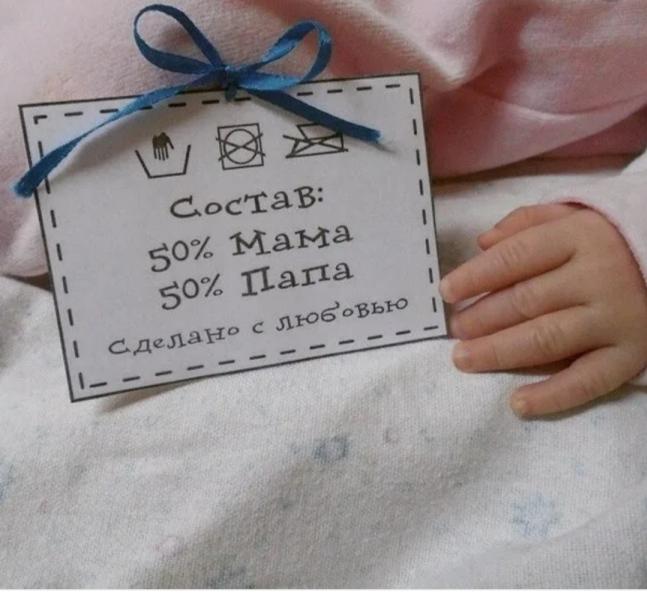 Состав:
50% Мама
50% Папа
Сделано с любовью